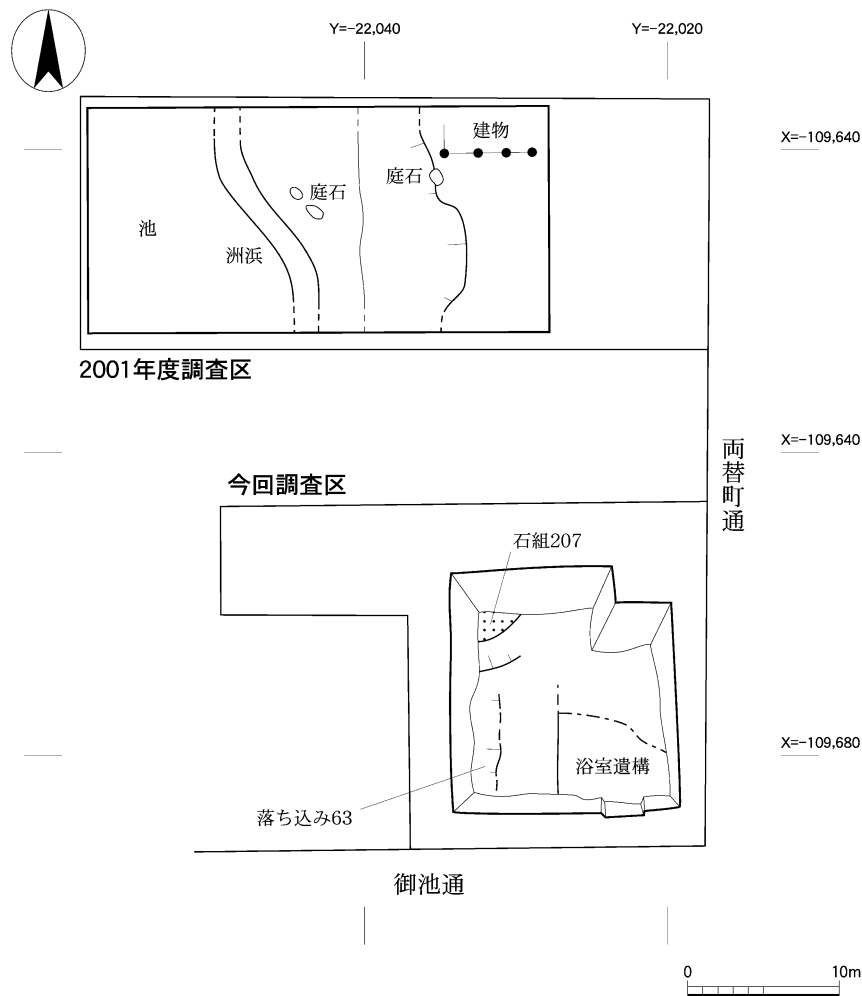 Y=-22,040
Y=-22,020
X=-109,640
建物
庭石
庭石
池
洲浜
2001年度調査区
X=-109,640
両替町通
今回調査区
石組207
X=-109,680
浴室遺構
落ち込み63
御池通
0 10m